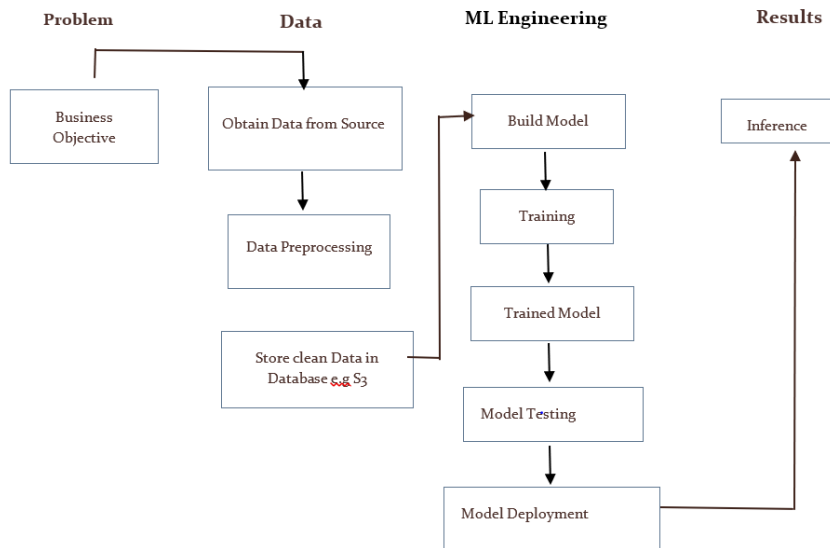 Problem
Data
ML Engineering
Results
Business
Objective
Obtain Data from Source
Data Preprocessing
Store clean Data in
Database e.g S3
Build Model
Training
Trained Model
Model Testing
Model Deployment
Inference